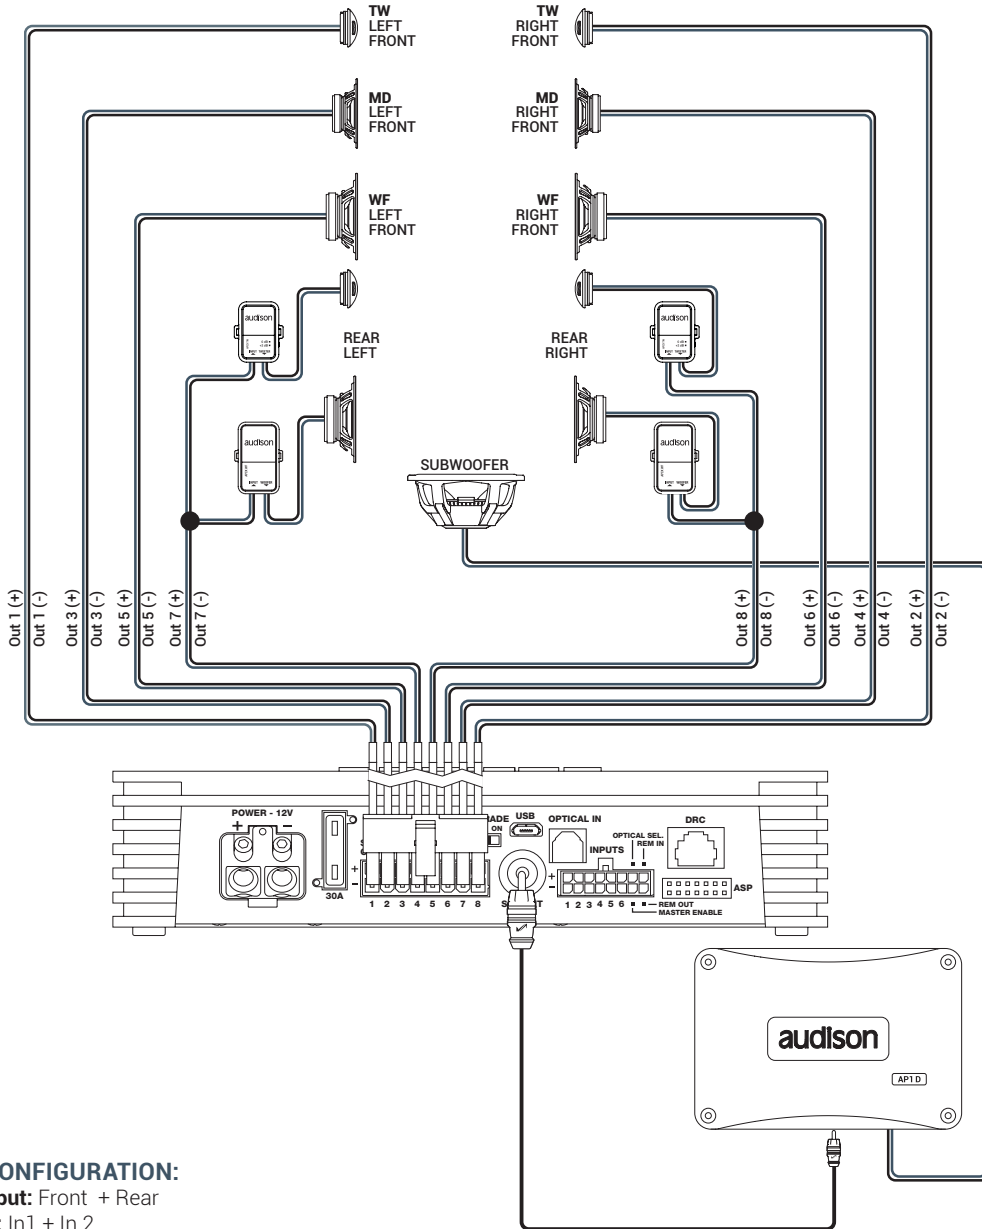 TW
LEFT
FRONT
TW
RIGHT
FRONT
MD
LEFT
FRONT
MD
RIGHT
FRONT
WF
LEFT
FRONT
WF
RIGHT
FRONT
audison
audison
REAR
LEFT
REAR
RIGHT
audison
audison
SUBWOOFER
Out 1 (+)
Out 1 (-)
Out 3 (+)
Out 3 (-)
Out 5 (+)
Out 5 (-)
Out 7 (+)
Out 7 (-)
Out 8 (+)
Out 8 (-)
Out 6 (+)
Out 6 (-)
Out 4 (+)
Out 4 (-)
Out 2 (+)
Out 2 (-)
POWER - 12V
+ -
30A
+
-
1 2 3 4 5 6 7 8
ON
USB
OPTICAL IN
INPUTS
OPTICAL SEL.
REM IN
DRC
+
-
1 2 3 4 5 6
REM OUT
MASTER ENABLE
ASP
audison
AP1 D
ONFIGURATION:
put: Front + Rear
: In1 + In 2